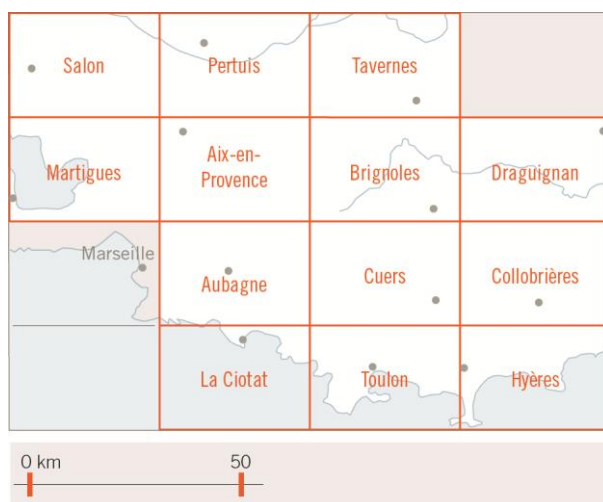 Salon
Pertuis
Tavernes
Martigues
Aix-en-
Provence
Brignoles
Draguignan
Marseille
Aubagne
Cuers
Collobrières
La Ciotat
Toulon
Hyères
0 km
50